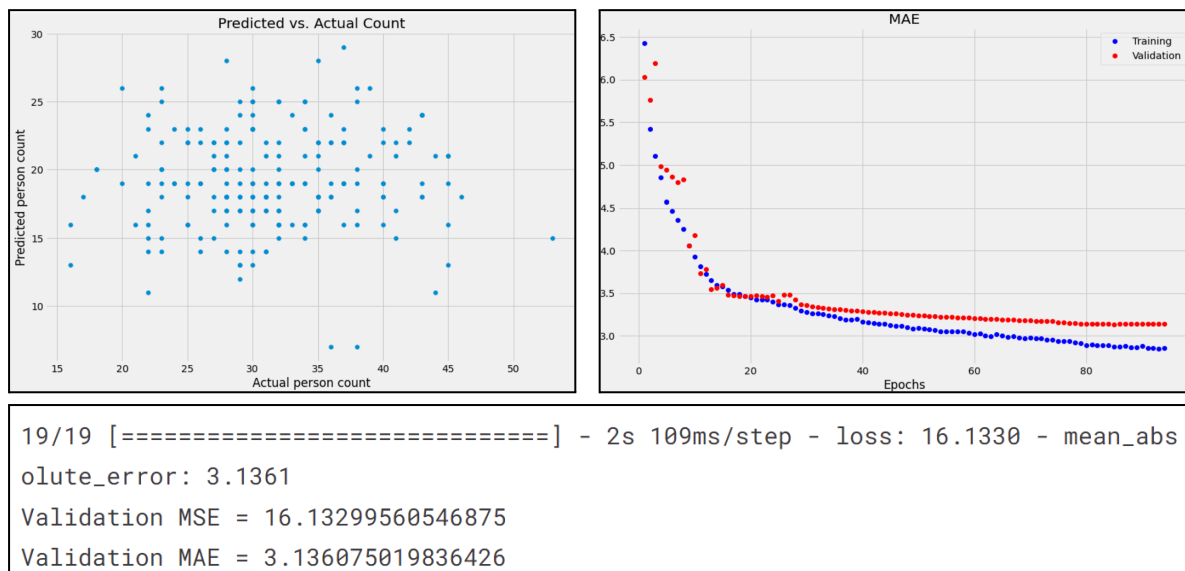 Predicted vs. Actual Count
30
25
20
15
10
Predicted person count
15 20 25 30 35 40 45 50
Actual person count
MAE
Training
Validation
6.5
6.0
5.5
5.0
4.5
4.0
3.5
3.0
0 20 40 60 80
Epochs
19/19 [==============================] - 2s 109ms/step - loss: 16.1330 - mean_abs
olute_error: 3.1361
Validation MSE = 16.13299560546875
Validation MAE = 3.136075019836426